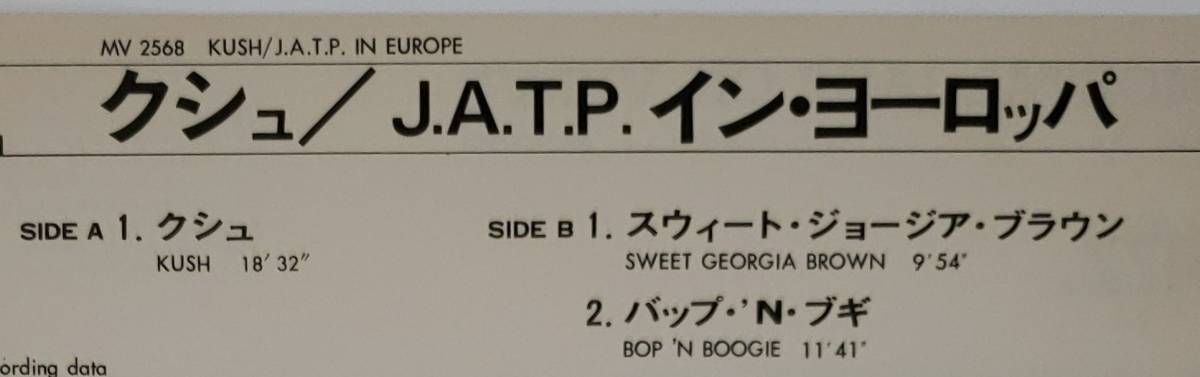 MV 2568 KUSH/J.A.T.P. IN EUROPE
クシュ/J.A.T.P. イン・ヨーロッパ
SIDE A 1. クシュ
KUSH 18′32″
SIDE B 1. スウィート・ジョージア・ブラウン
SWEET GEORGIA BROWN 9′54″
2. バップ・’N・ブギ
BOP ’N BOOGIE 11′41″
ording data